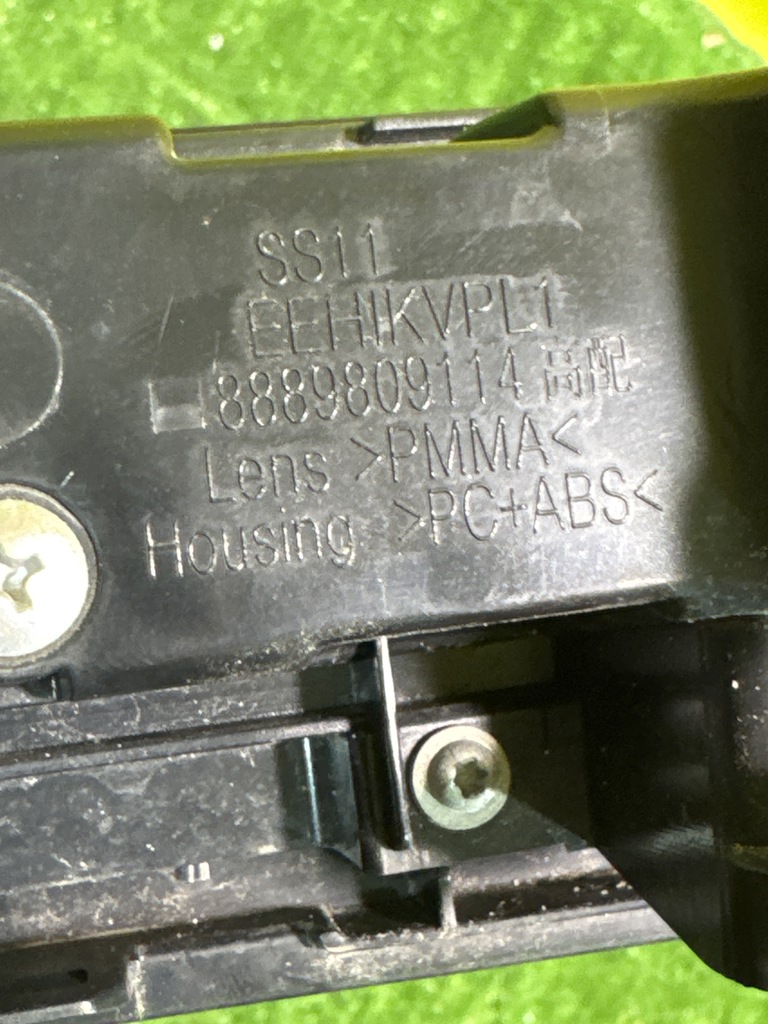 SS11
EEHIKVPL1
8889809114 高配
Lens >PMMA<
Housing >PC+ABS<